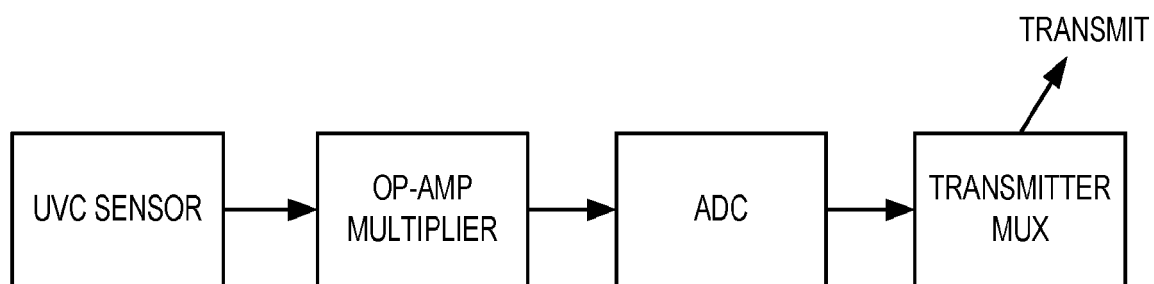 TRANSMIT
UVC SENSOR
OP-AMP
MULTIPLIER
ADC
TRANSMITTER
MUX